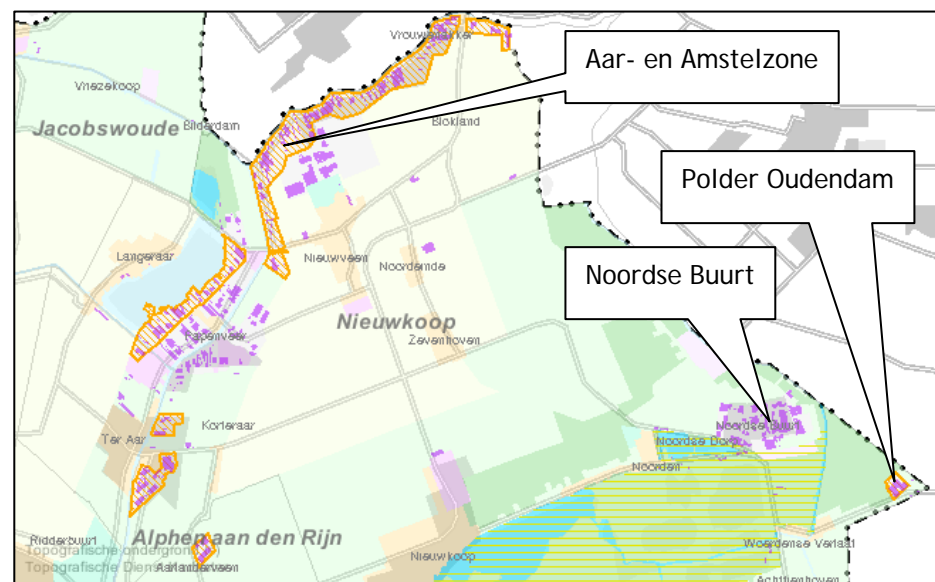 Vrouwenakker
Aar- en Amstelzone
Vriezekoop
Jacobswoude
Bilderdam
Blokland
Polder Oudendam
Langeraar
Nieuwveen
Noordeinde
Noordse Buurt
Nieuwkoop
Papenveer
Zevenhoven
Korteraar
Ter Aar
Noordse Buurt
Noordse Dorp
Noorden
Ridderbuurt
Alphen aan den Rijn
Topografische ondergrond
Topografische Dienst
Aarlanderveen
Nieuwkoop
Woerdense Verlaat
Achttienhoven